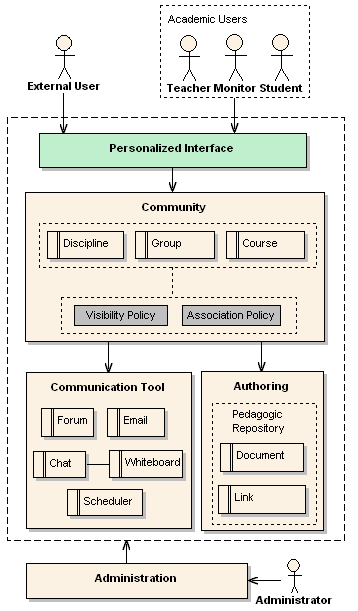 Academic Users
External User
Teacher Monitor Student
Personalized Interface
Community
Discipline
Group
Course
Visibility Policy
Association Policy
Communication Tool
Forum
Email
Chat
Whiteboard
Scheduler
Authoring
Pedagogic
Repository
Document
Link
Administration
Administrator